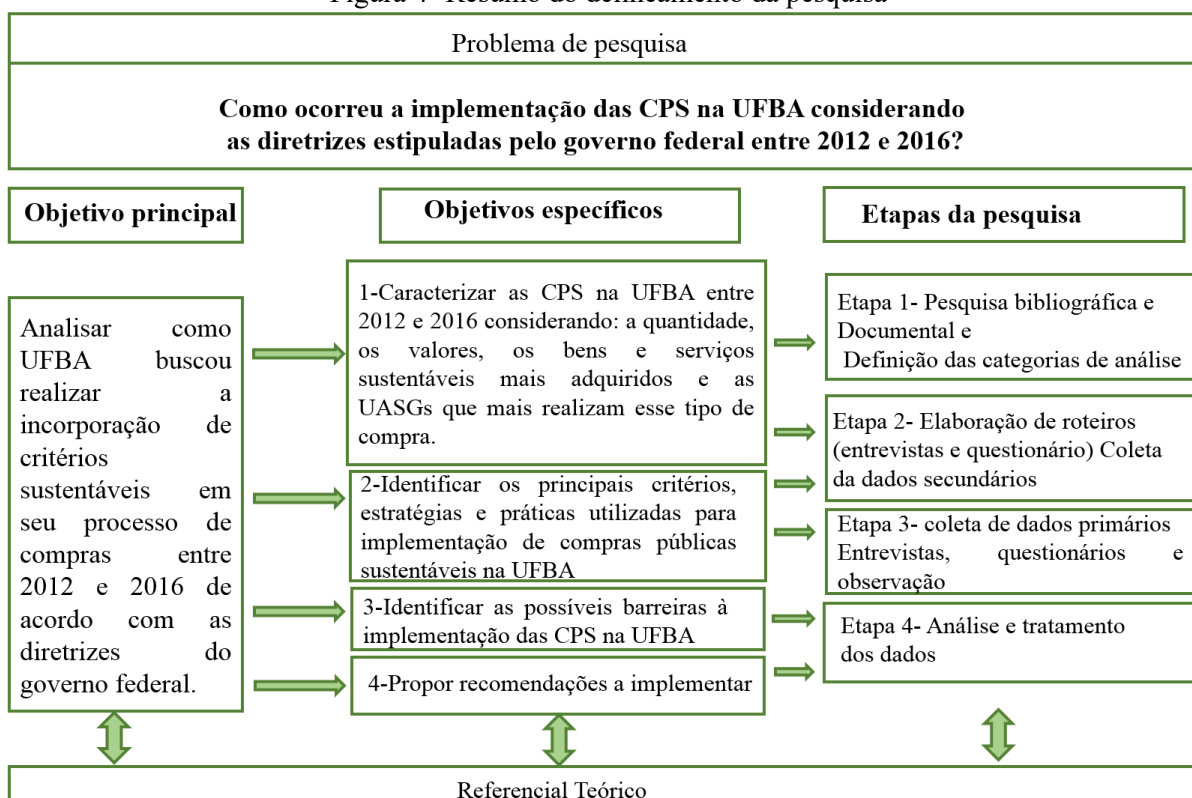 Figura 4- Resumo do delineamento da pesquisa
Problema de pesquisa
Como ocorreu a implementação das CPS na UFBA considerando
as diretrizes estipuladas pelo governo federal entre 2012 e 2016?
Objetivo principal
Objetivos específicos
Etapas da pesquisa
Analisar como
UFBA buscou
realizar a
incorporação de
critérios
sustentáveis em
seu processo de
compras entre
2012 e 2016 de
acordo com as
diretrizes do
governo federal.
1-Caracterizar as CPS na UFBA entre
2012 e 2016 considerando: a quantidade,
os valores, os bens e serviços
sustentáveis mais adquiridos e as
UASGs que mais realizam esse tipo de
compra.
2-Identificar os principais critérios,
estratégias e práticas utilizadas para
implementação de compras públicas
sustentáveis na UFBA
3-Identificar as possíveis barreiras à
implementação das CPS na UFBA
4-Propor recomendações a implementar
Etapa 1- Pesquisa bibliográfica e
Documental e
Definição das categorias de análise
Etapa 2- Elaboração de roteiros
(entrevistas e questionário) Coleta
da dados secundários
Etapa 3- coleta de dados primários
Entrevistas, questionários e
observação
Etapa 4- Análise e tratamento
dos dados
Referencial Teórico